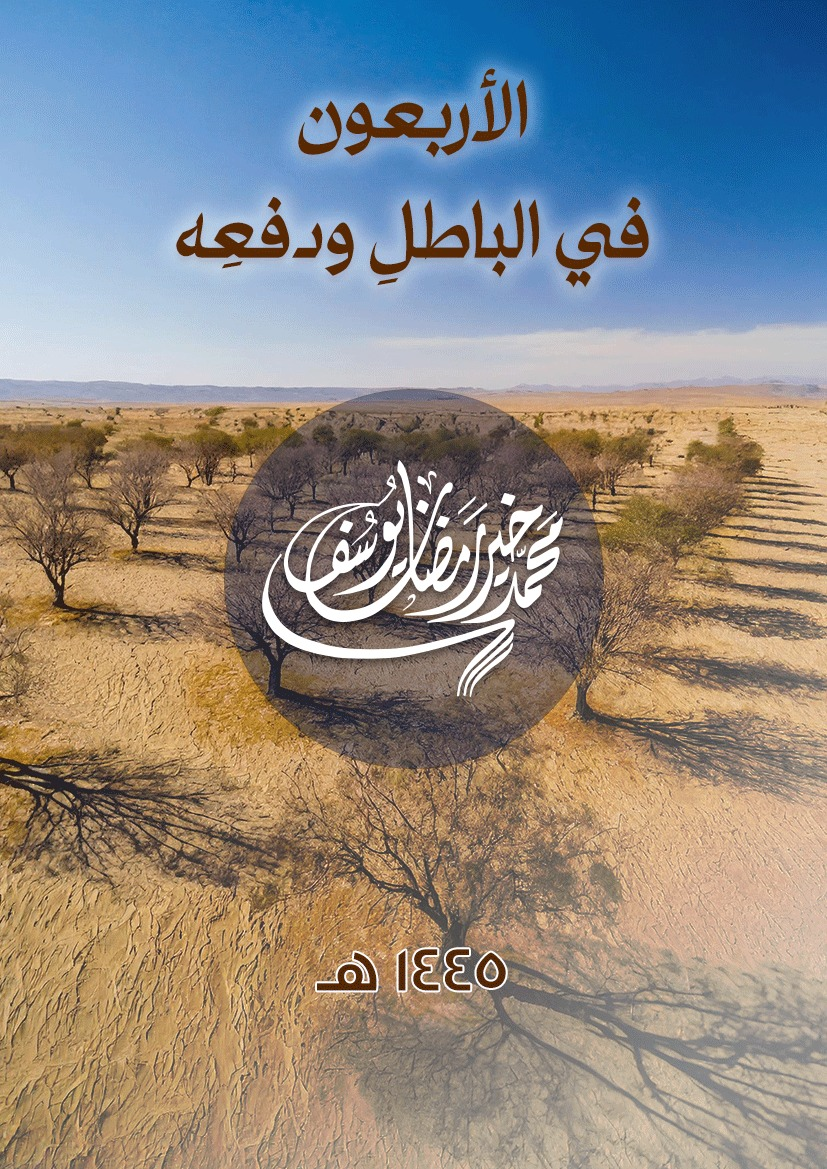 الأربعون
في الباطلِ ودفعِه
محمد خير رمضان يوسف
١٤٤٥ هـ